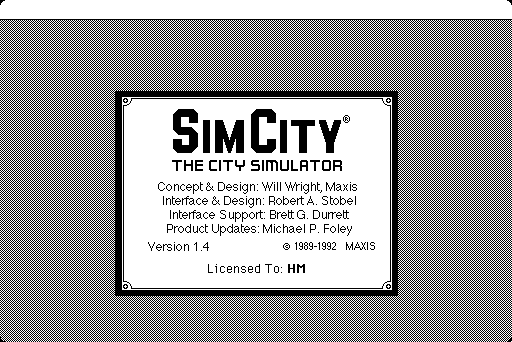 SIMCITY®
THE CITY SIMULATOR
Concept & Design: Will Wright, Maxis
Interface & Design: Robert A. Stobel
Interface Support: Brett G. Durrett
Product Updates: Michael P. Foley
Version 1.4 © 1989-1992 MAXIS
Licensed To: HM